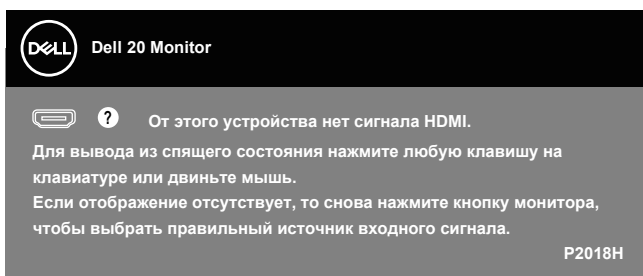 DELL Dell 20 Monitor
? От этого устройства нет сигнала HDMI.
Для вывода из спящего состояния нажмите любую клавишу на
клавиатуре или двиньте мышь.
Если отображение отсутствует, то снова нажмите кнопку монитора,
чтобы выбрать правильный источник входного сигнала.
P2018H